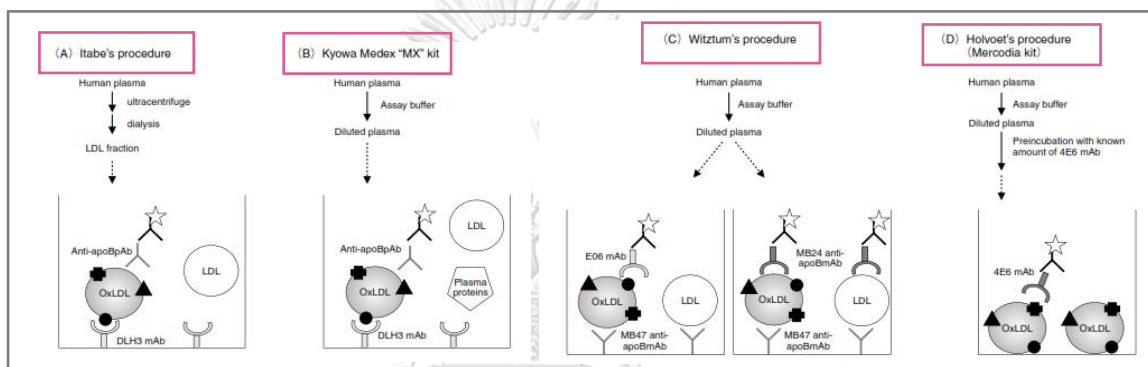 (A) Itabe's procedure
Human plasma
ultracentrifuge
dialysis
LDL fraction
Anti-apoBpAb
LDL
OxLDL
DLH3 mAb
(B) Kyowa Medex “MX” kit
Human plasma
Assay buffer
Diluted plasma
Anti-apoBpAb
LDL
Plasma
proteins
OxLDL
DLH3 mAb
(C) Witztum's procedure
Human plasma
Assay buffer
Diluted plasma
E06 mAb
OxLDL
LDL
MB47 anti-
apoBmAb
MB24 anti-
apoBmAb
OxLDL
LDL
MB47 anti-
apoBmAb
(D) Holvoet's procedure
(Mercodia kit)
Human plasma
Assay buffer
Diluted plasma
Preincubation with known
amount of 4E6 mAb
4E6 mAb
OxLDL
OxLDL